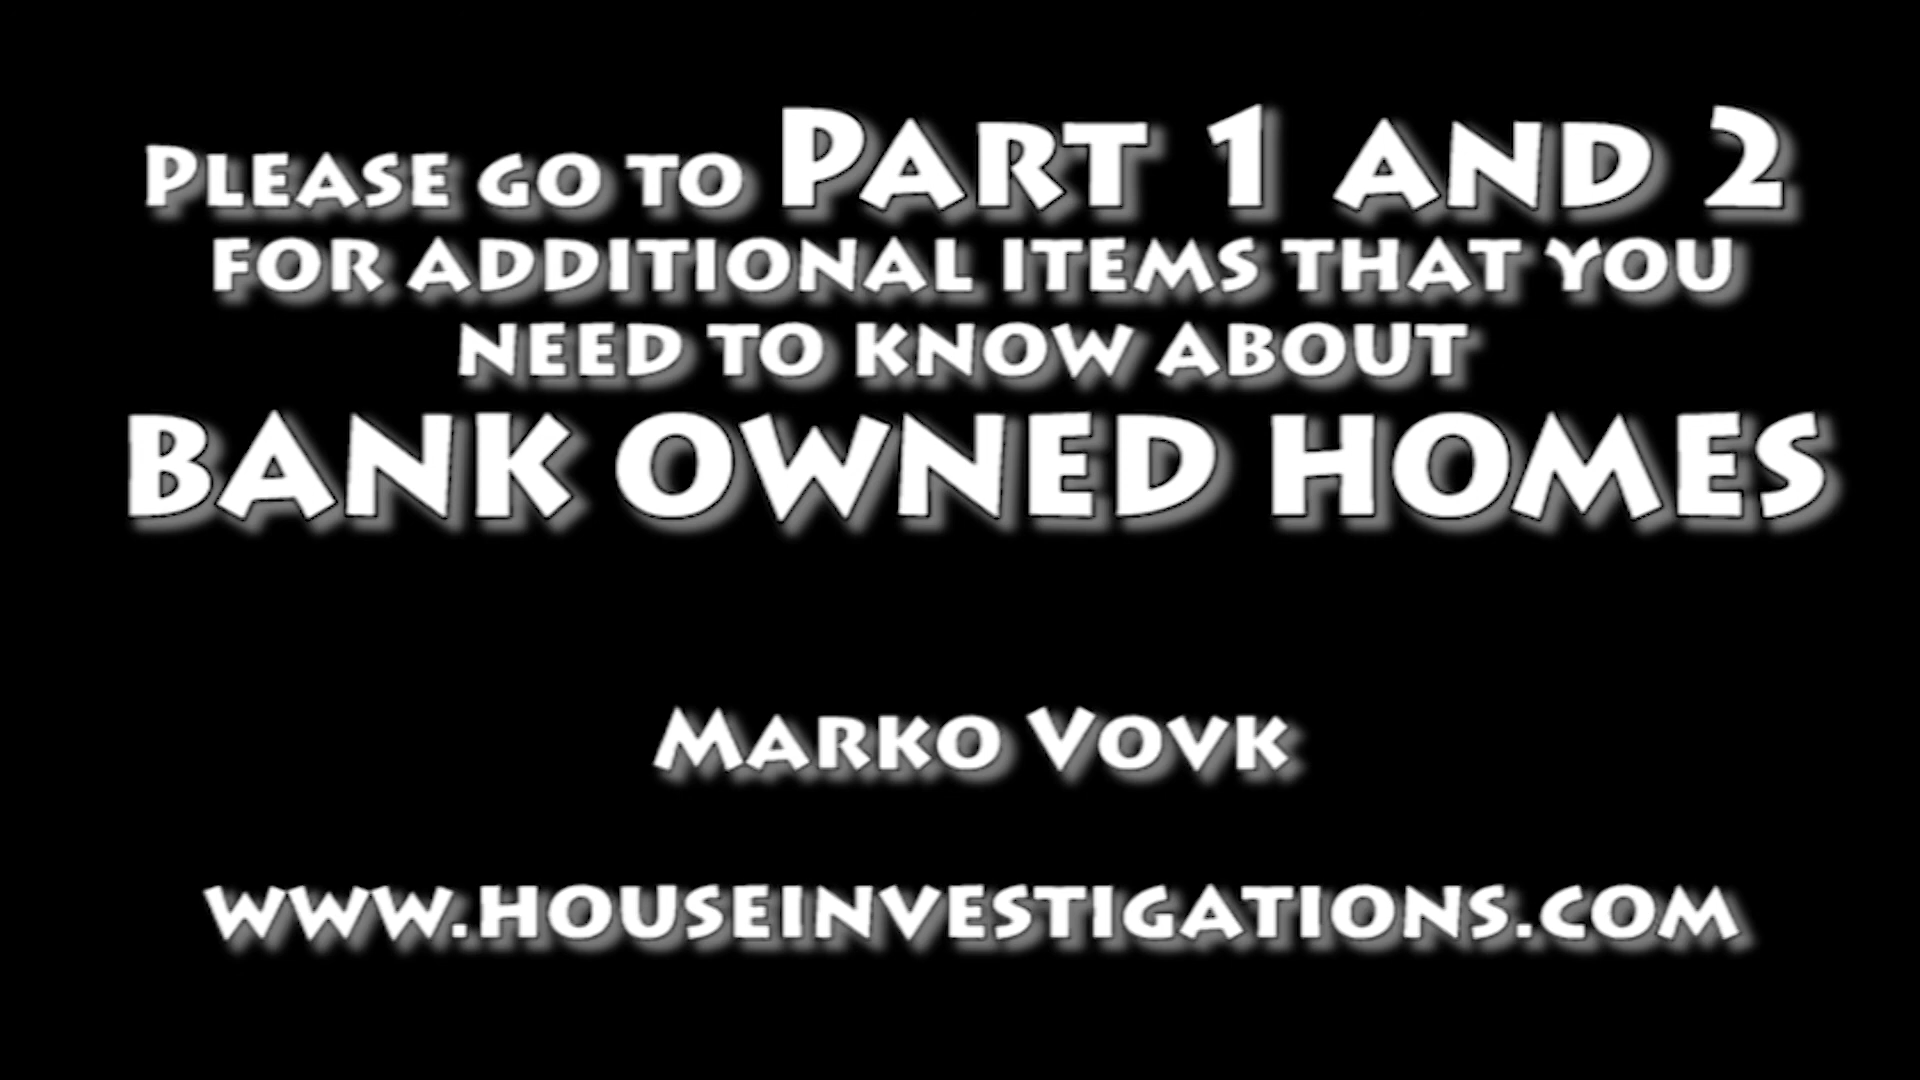 Please go to Part 1 and 2
for additional items that you
need to know about
BANK OWNED HOMES
Marko Vovk
www.houseinvestigations.com